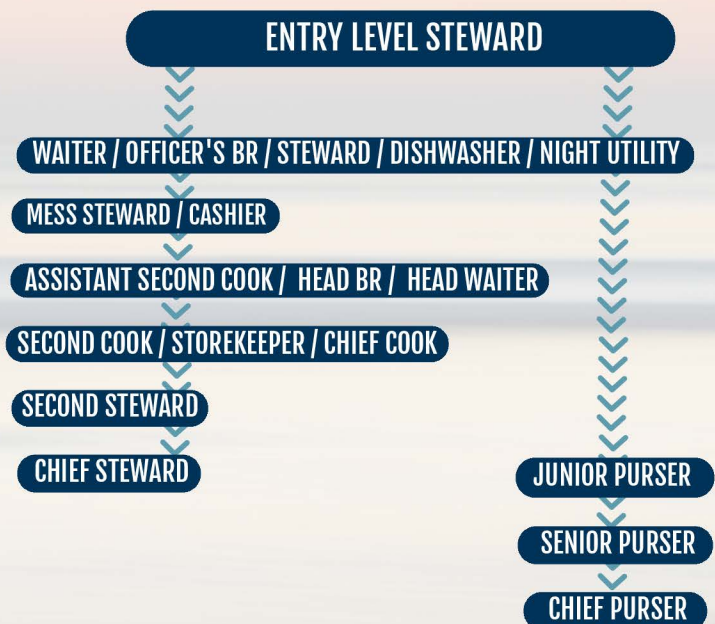 ENTRY LEVEL STEWARD
WAITER / OFFICER'S BR / STEWARD / DISHWASHER / NIGHT UTILITY
MESS STEWARD / CASHIER
ASSISTANT SECOND COOK / HEAD BR / HEAD WAITER
SECOND COOK / STOREKEEPER / CHIEF COOK
SECOND STEWARD
CHIEF STEWARD
JUNIOR PURSER
SENIOR PURSER
CHIEF PURSER